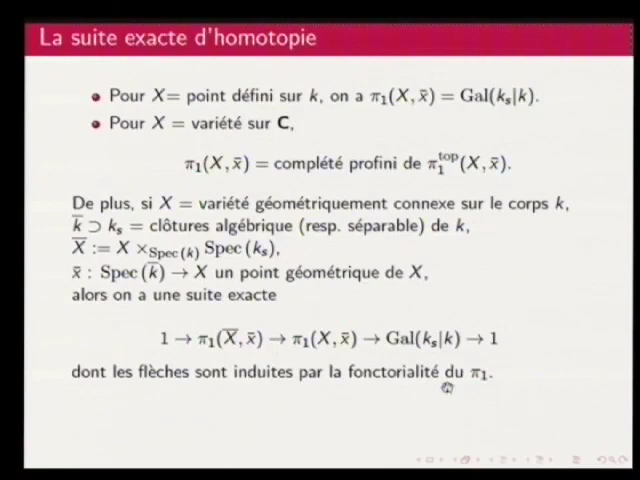 La suite exacte d'homotopie
• Pour X= point défini sur k, on a π₁(X, x̄) = Gal(kₛ|k).
• Pour X = variété sur C,
π₁(X, x̄) = complété profini de π₁ᵗᵒᵖ(X, x̄).
De plus, si X = variété géométriquement connexe sur le corps k,
k̄ ⊃ kₛ = clôtures algébrique (resp. séparable) de k,
X̄ := X ×_Spec(k) Spec (kₛ),
x̄ : Spec (k̄) → X un point géométrique de X,
alors on a une suite exacte
1 → π₁(X̄, x̄) → π₁(X, x̄) → Gal(kₛ|k) → 1
dont les flèches sont induites par la fonctorialité du π₁.